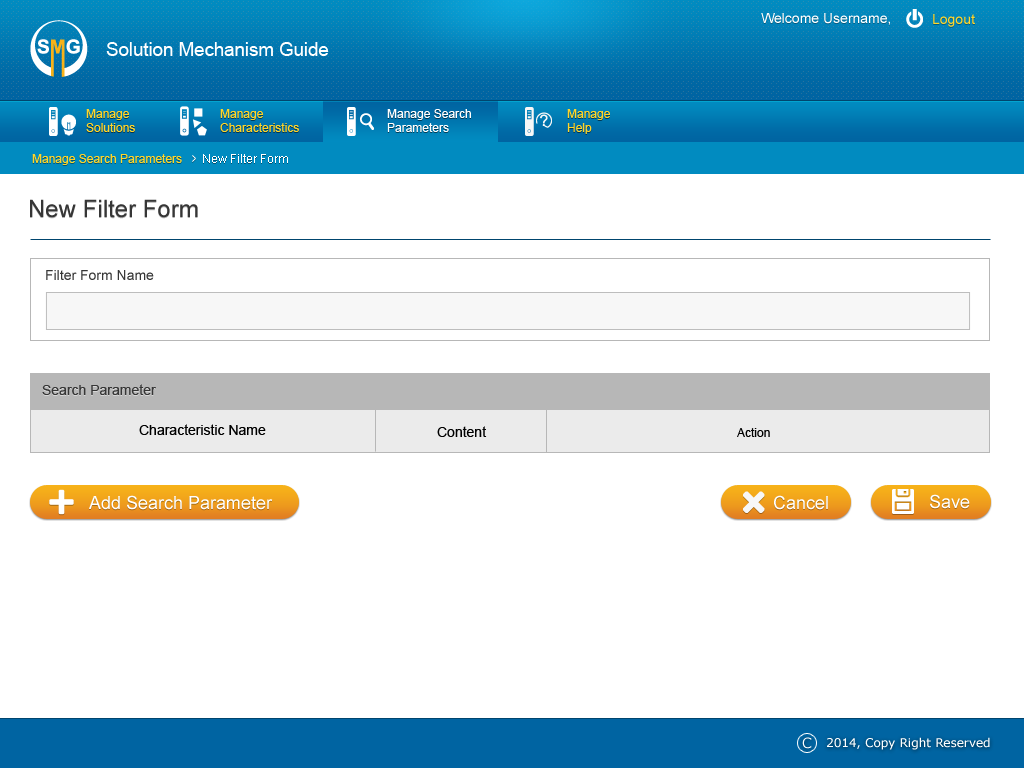 Welcome Username,
Logout
SMG
Solution Mechanism Guide
Manage
Solutions
Manage
Characteristics
Manage Search
Parameters
Manage
Help
Manage Search Parameters > New Filter Form
New Filter Form
Filter Form Name
Search Parameter
Characteristic Name
Content
Action
Add Search Parameter
Cancel
Save
© 2014, Copy Right Reserved